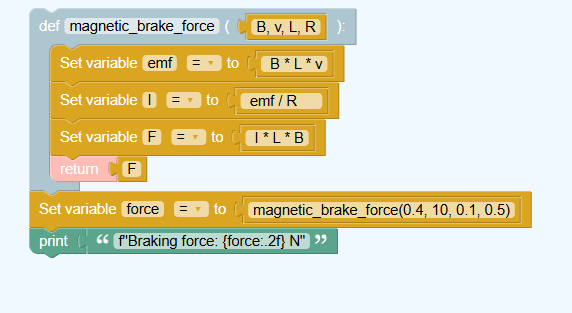 def magnetic_brake_force ( B, v, L, R ):
Set variable emf = to B * L * v
Set variable I = to emf / R
Set variable F = to I * L * B
return F
Set variable force = to magnetic_brake_force(0.4, 10, 0.1, 0.5)
print “ f"Braking force: {force:.2f} N" ”